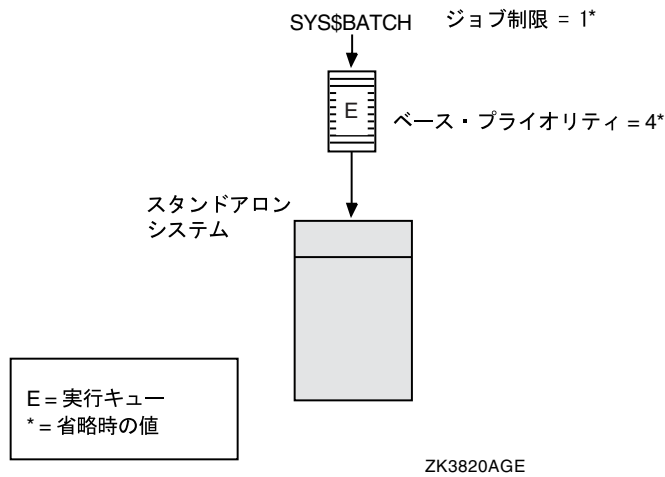 SYS$BATCH ジョブ制限 = 1*
E
ベース・プライオリティ = 4*
スタンドアロン
システム
E = 実行キュー
* = 省略時の値
ZK3820AGE